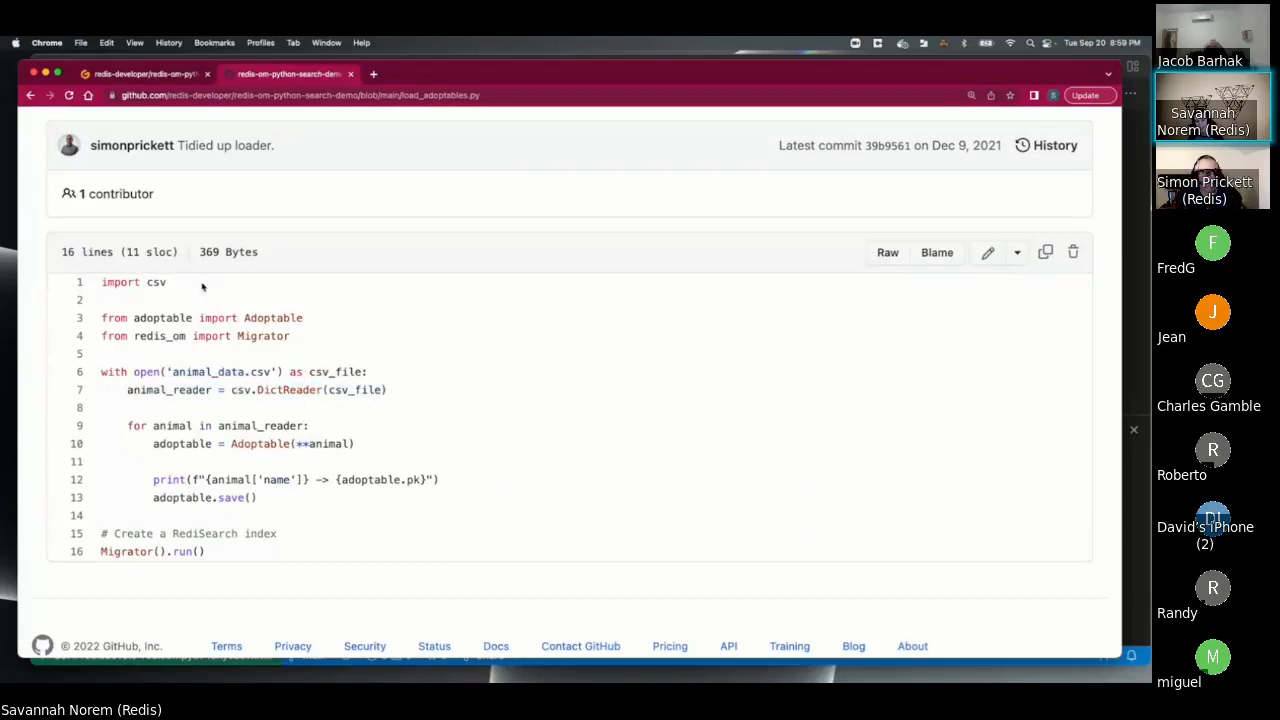 Chrome File Edit View History Bookmarks Profiles Tab Window Help
Tue Sep 20 8:59 PM
redis-developer/redis-om-pyth
redis-om-python-search-dem
github.com/redis-developer/redis-om-python-search-demo/blob/main/load_adoptables.py
S
Update
simonprickett Tidied up loader.
Latest commit 39b9561 on Dec 9, 2021
History
1 contributor
16 lines (11 sloc) 369 Bytes
Raw
Blame
1 import csv
2
3 from adoptable import Adoptable
4 from redis_om import Migrator
5
6 with open('animal_data.csv') as csv_file:
7 animal_reader = csv.DictReader(csv_file)
8
9 for animal in animal_reader:
10 adoptable = Adoptable(**animal)
11
12 print(f"{animal['name']} -> {adoptable.pk}")
13 adoptable.save()
14
15 # Create a RediSearch index
16 Migrator().run()
© 2022 GitHub, Inc.
Terms
Privacy
Security
Status
Docs
Contact GitHub
Pricing
API
Training
Blog
About
Jacob Barhak
Savannah
Norem (Redis)
Simon Prickett
(Redis)
F
FredG
J
Jean
CG
Charles Gamble
R
Roberto
DI
David's iPhone
(2)
R
Randy
M
miguel
Savannah Norem (Redis)